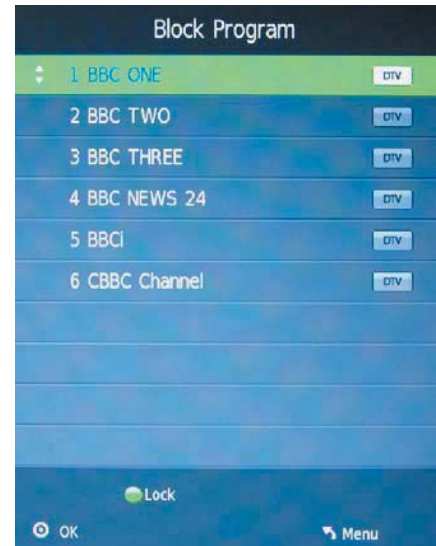 Block Program
1 BBC ONE DTV
2 BBC TWO DTV
3 BBC THREE DTV
4 BBC NEWS 24 DTV
5 BBCi DTV
6 CBBC Channel DTV
Lock
OK Menu